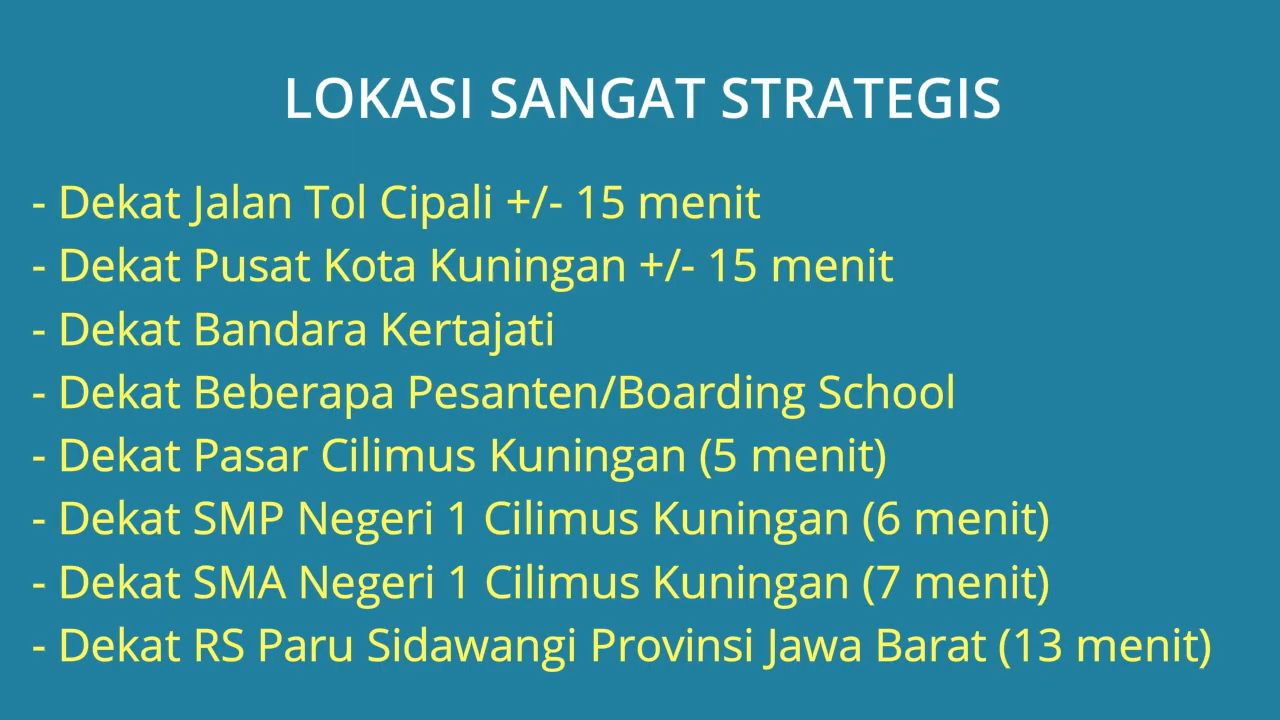 LOKASI SANGAT STRATEGIS
- Dekat Jalan Tol Cipali +/- 15 menit
- Dekat Pusat Kota Kuningan +/- 15 menit
- Dekat Bandara Kertajati
- Dekat Beberapa Pesanten/Boarding School
- Dekat Pasar Cilimus Kuningan (5 menit)
- Dekat SMP Negeri 1 Cilimus Kuningan (6 menit)
- Dekat SMA Negeri 1 Cilimus Kuningan (7 menit)
- Dekat RS Paru Sidawangi Provinsi Jawa Barat (13 menit)